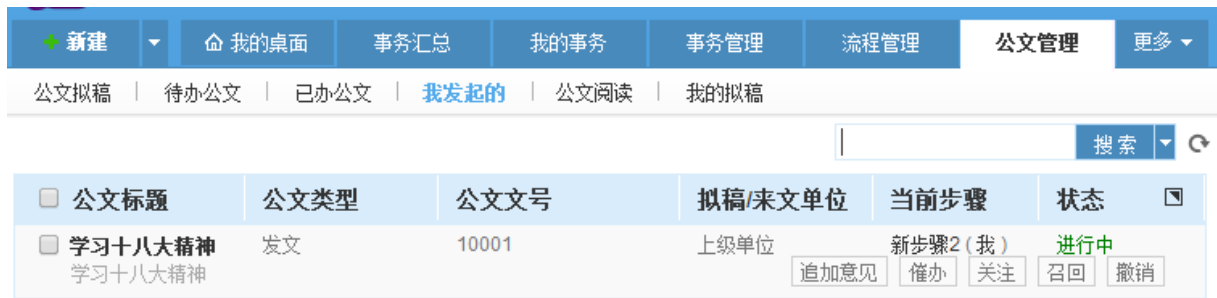 新建 我的桌面 事务汇总 我的事务 事务管理 流程管理 公文管理 更多
公文拟稿 待办公文 已办公文 我发起的 公文阅读 我的拟稿
搜索
公文标题 公文类型 公文文号 拟稿/来文单位 当前步骤 状态
学习十八大精神 发文 10001 上级单位 新步骤2(我) 进行中
学习十八大精神 追加意见 催办 关注 召回 撤销